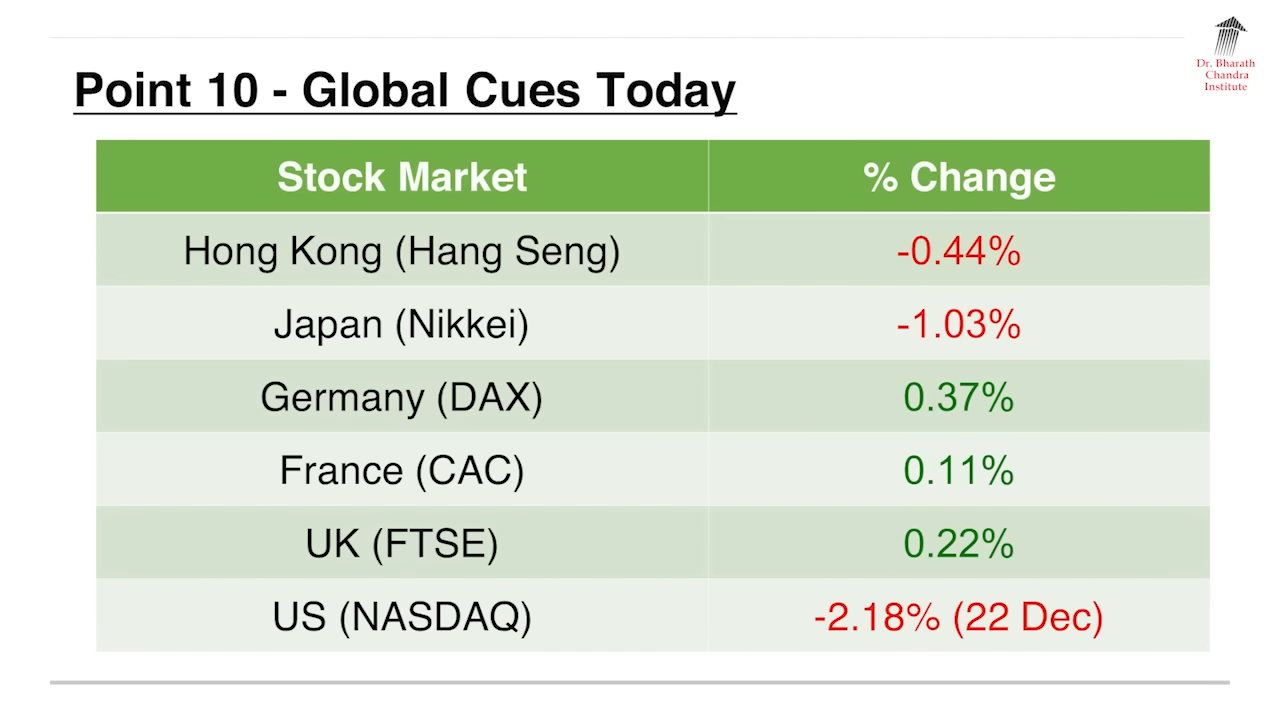 Dr. Bharath
Chandra
Institute
Point 10 - Global Cues Today
Stock Market % Change
Hong Kong (Hang Seng) -0.44%
Japan (Nikkei) -1.03%
Germany (DAX) 0.37%
France (CAC) 0.11%
UK (FTSE) 0.22%
US (NASDAQ) -2.18% (22 Dec)